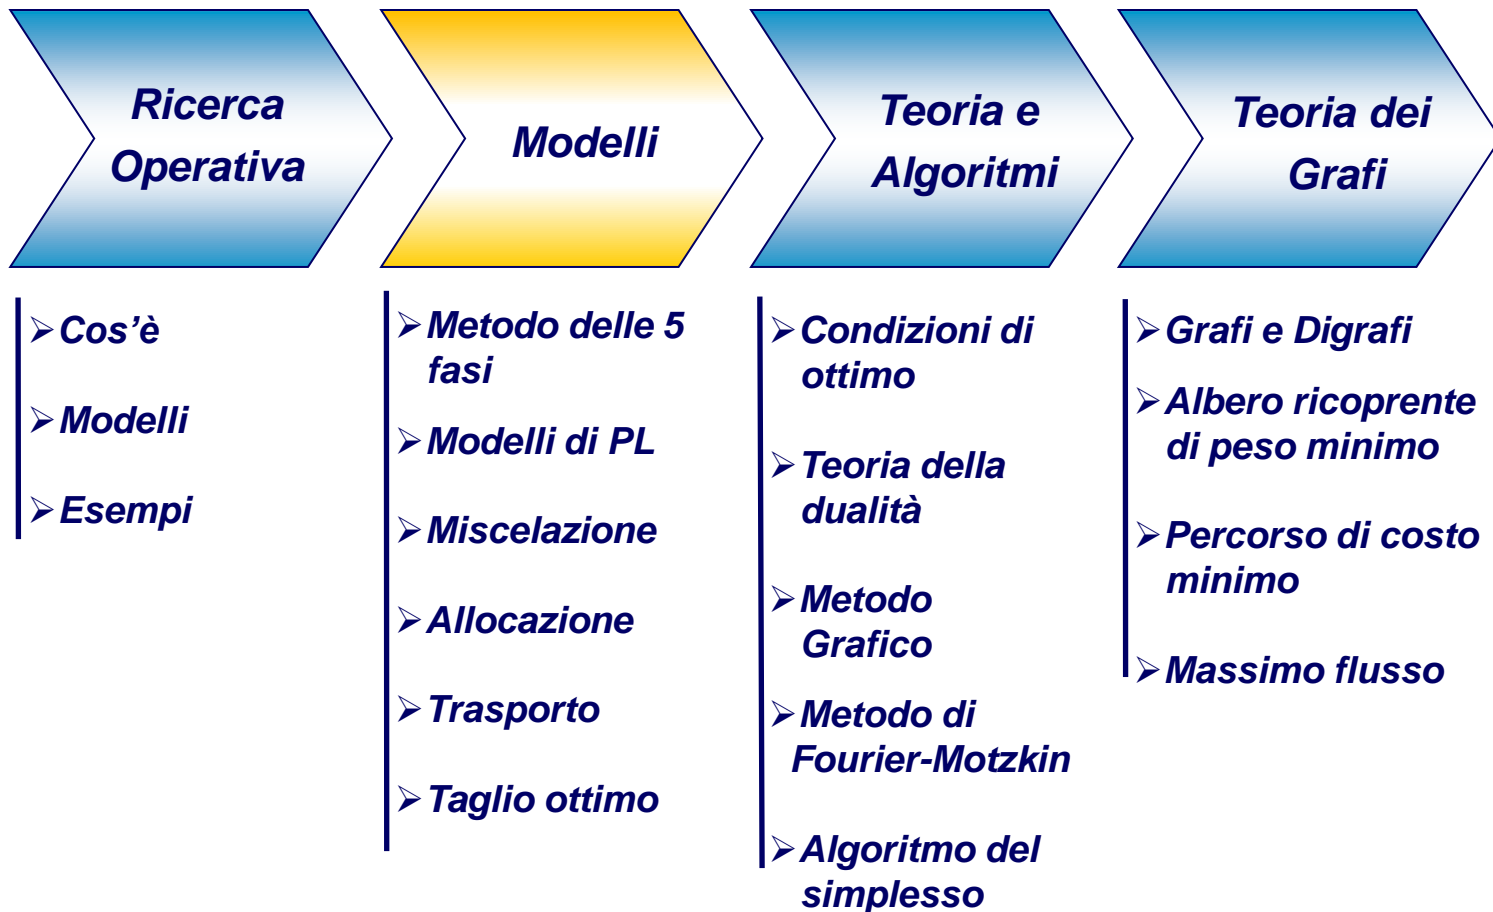 Ricerca
Operativa
Modelli
Teoria e
Algoritmi
Teoria dei
Grafi
➢Cos’è
➢Modelli
➢Esempi
➢Metodo delle 5
fasi
➢Modelli di PL
➢Miscelazione
➢Allocazione
➢Trasporto
➢Taglio ottimo
➢Condizioni di
ottimo
➢Teoria della
dualità
➢Metodo
Grafico
➢Metodo di
Fourier-Motzkin
➢Algoritmo del
simplesso
➢Grafi e Digrafi
➢Albero ricoprente
di peso minimo
➢Percorso di costo
minimo
➢Massimo flusso